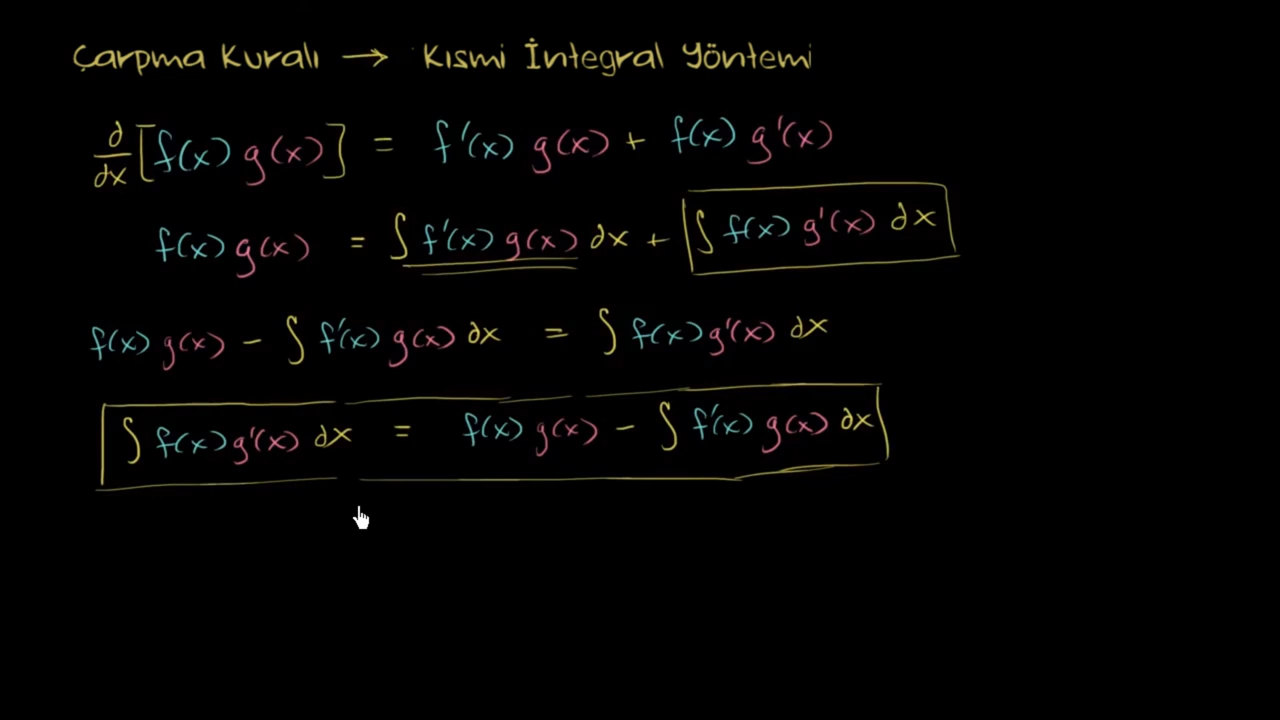 Çarpma Kuralı → Kısmi İntegral Yöntemi
d/dx [f(x) g(x)] = f'(x) g(x) + f(x) g'(x)
f(x) g(x) = ∫ f'(x) g(x) dx + ∫ f(x) g'(x) dx
f(x) g(x) - ∫ f'(x) g(x) dx = ∫ f(x) g'(x) dx
∫ f(x) g'(x) dx = f(x) g(x) - ∫ f'(x) g(x) dx